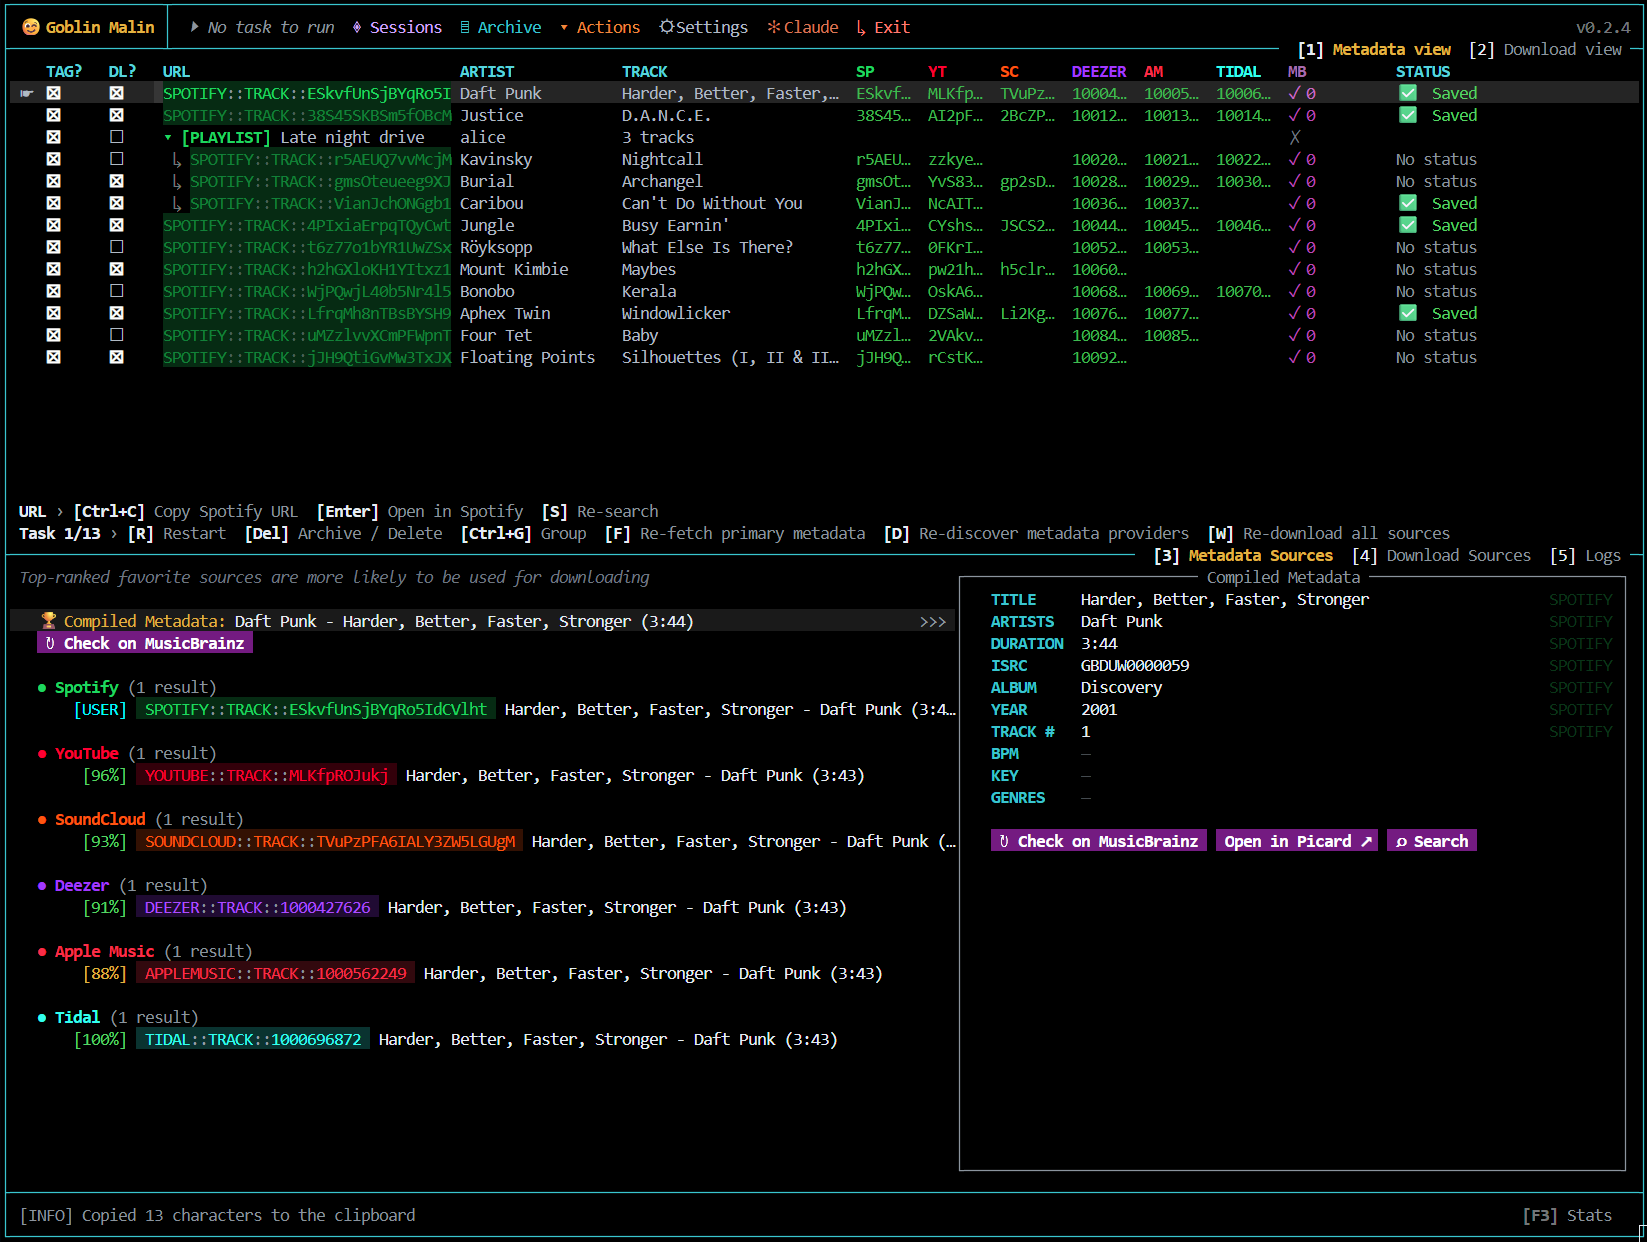 Goblin Malin No task to run Sessions Archive Actions Settings Claude Exit v0.2.4
[1] Metadata view [2] Download view
TAG? DL? URL ARTIST TRACK SP YT SC DEEZER AM TIDAL MB STATUS
SPOTIFY::TRACK::ESkvfUnSjBYqRo5I Daft Punk Harder, Better, Faster,… ESkvf… MLKfp… TVuPz… 10004… 10005… 10006… ✓ 0 ✅ Saved
SPOTIFY::TRACK::38S45SKBSm5fOBcM Justice D.A.N.C.E. 38S45… AI2pF… 2BcZP… 10012… 10013… 10014… ✓ 0 ✅ Saved
[PLAYLIST] Late night drive alice 3 tracks ✗
SPOTIFY::TRACK::r5AEUQ7vvMcjM Kavinsky Nightcall r5AEU… zzkye… 10020… 10021… 10022… ✓ 0 No status
SPOTIFY::TRACK::gmsOteueeg9XJ Burial Archangel gmsOt… YvS83… gp2sD… 10028… 10029… 10030… ✓ 0 No status
SPOTIFY::TRACK::VianJchONGgb1 Caribou Can't Do Without You VianJ… NcAIT… 10036… 10037… ✓ 0 ✅ Saved
SPOTIFY::TRACK::4PIxiaErpqTQyCwt Jungle Busy Earnin' 4PIxi… CYshs… JSCS2… 10044… 10045… 10046… ✓ 0 ✅ Saved
SPOTIFY::TRACK::t6z77o1bYR1UwZSx Röyksopp What Else Is There? t6z77… 0FKrI… 10052… 10053… ✓ 0 No status
SPOTIFY::TRACK::h2hGXloKH1YItxz1 Mount Kimbie Maybes h2hGX… pw21h… h5clr… 10060… ✓ 0 No status
SPOTIFY::TRACK::WjPQwjL40b5Nr4l5 Bonobo Kerala WjPQw… OskA6… 10068… 10069… 10070… ✓ 0 No status
SPOTIFY::TRACK::LfrqMh8nTBsBYSH9 Aphex Twin Windowlicker LfrqM… DZSaW… Li2Kg… 10076… 10077… ✓ 0 ✅ Saved
SPOTIFY::TRACK::uMZzlvvXCmPFWpnT Four Tet Baby uMZzl… 2VAkv… 10084… 10085… ✓ 0 No status
SPOTIFY::TRACK::jJH9QtiGvMw3TxJX Floating Points Silhouettes (I, II & II… jJH9Q… rCstK… 10092… ✓ 0 No status
URL › [Ctrl+C] Copy Spotify URL [Enter] Open in Spotify [S] Re-search
Task 1/13 › [R] Restart [Del] Archive / Delete [Ctrl+G] Group [F] Re-fetch primary metadata [D] Re-discover metadata providers [W] Re-download all sources
[3] Metadata Sources [4] Download Sources [5] Logs
Top-ranked favorite sources are more likely to be used for downloading
🏆 Compiled Metadata: Daft Punk - Harder, Better, Faster, Stronger (3:44) >>>
↻ Check on MusicBrainz
● Spotify (1 result)
[USER] SPOTIFY::TRACK::ESkvfUnSjBYqRo5IdCVlht Harder, Better, Faster, Stronger - Daft Punk (3:4…
● YouTube (1 result)
[96%] YOUTUBE::TRACK::MLKfpROJukj Harder, Better, Faster, Stronger - Daft Punk (3:43)
● SoundCloud (1 result)
[93%] SOUNDCLOUD::TRACK::TVuPzPFA6IALY3ZW5LGUgM Harder, Better, Faster, Stronger - Daft Punk (…
● Deezer (1 result)
[91%] DEEZER::TRACK::1000427626 Harder, Better, Faster, Stronger - Daft Punk (3:43)
● Apple Music (1 result)
[88%] APPLEMUSIC::TRACK::1000562249 Harder, Better, Faster, Stronger - Daft Punk (3:43)
● Tidal (1 result)
[100%] TIDAL::TRACK::1000696872 Harder, Better, Faster, Stronger - Daft Punk (3:43)
Compiled Metadata
TITLE Harder, Better, Faster, Stronger SPOTIFY
ARTISTS Daft Punk SPOTIFY
DURATION 3:44 SPOTIFY
ISRC GBDUW0000059 SPOTIFY
ALBUM Discovery SPOTIFY
YEAR 2001 SPOTIFY
TRACK # 1 SPOTIFY
BPM —
KEY —
GENRES —
↻ Check on MusicBrainz Open in Picard ↗ Search
[INFO] Copied 13 characters to the clipboard [F3] Stats